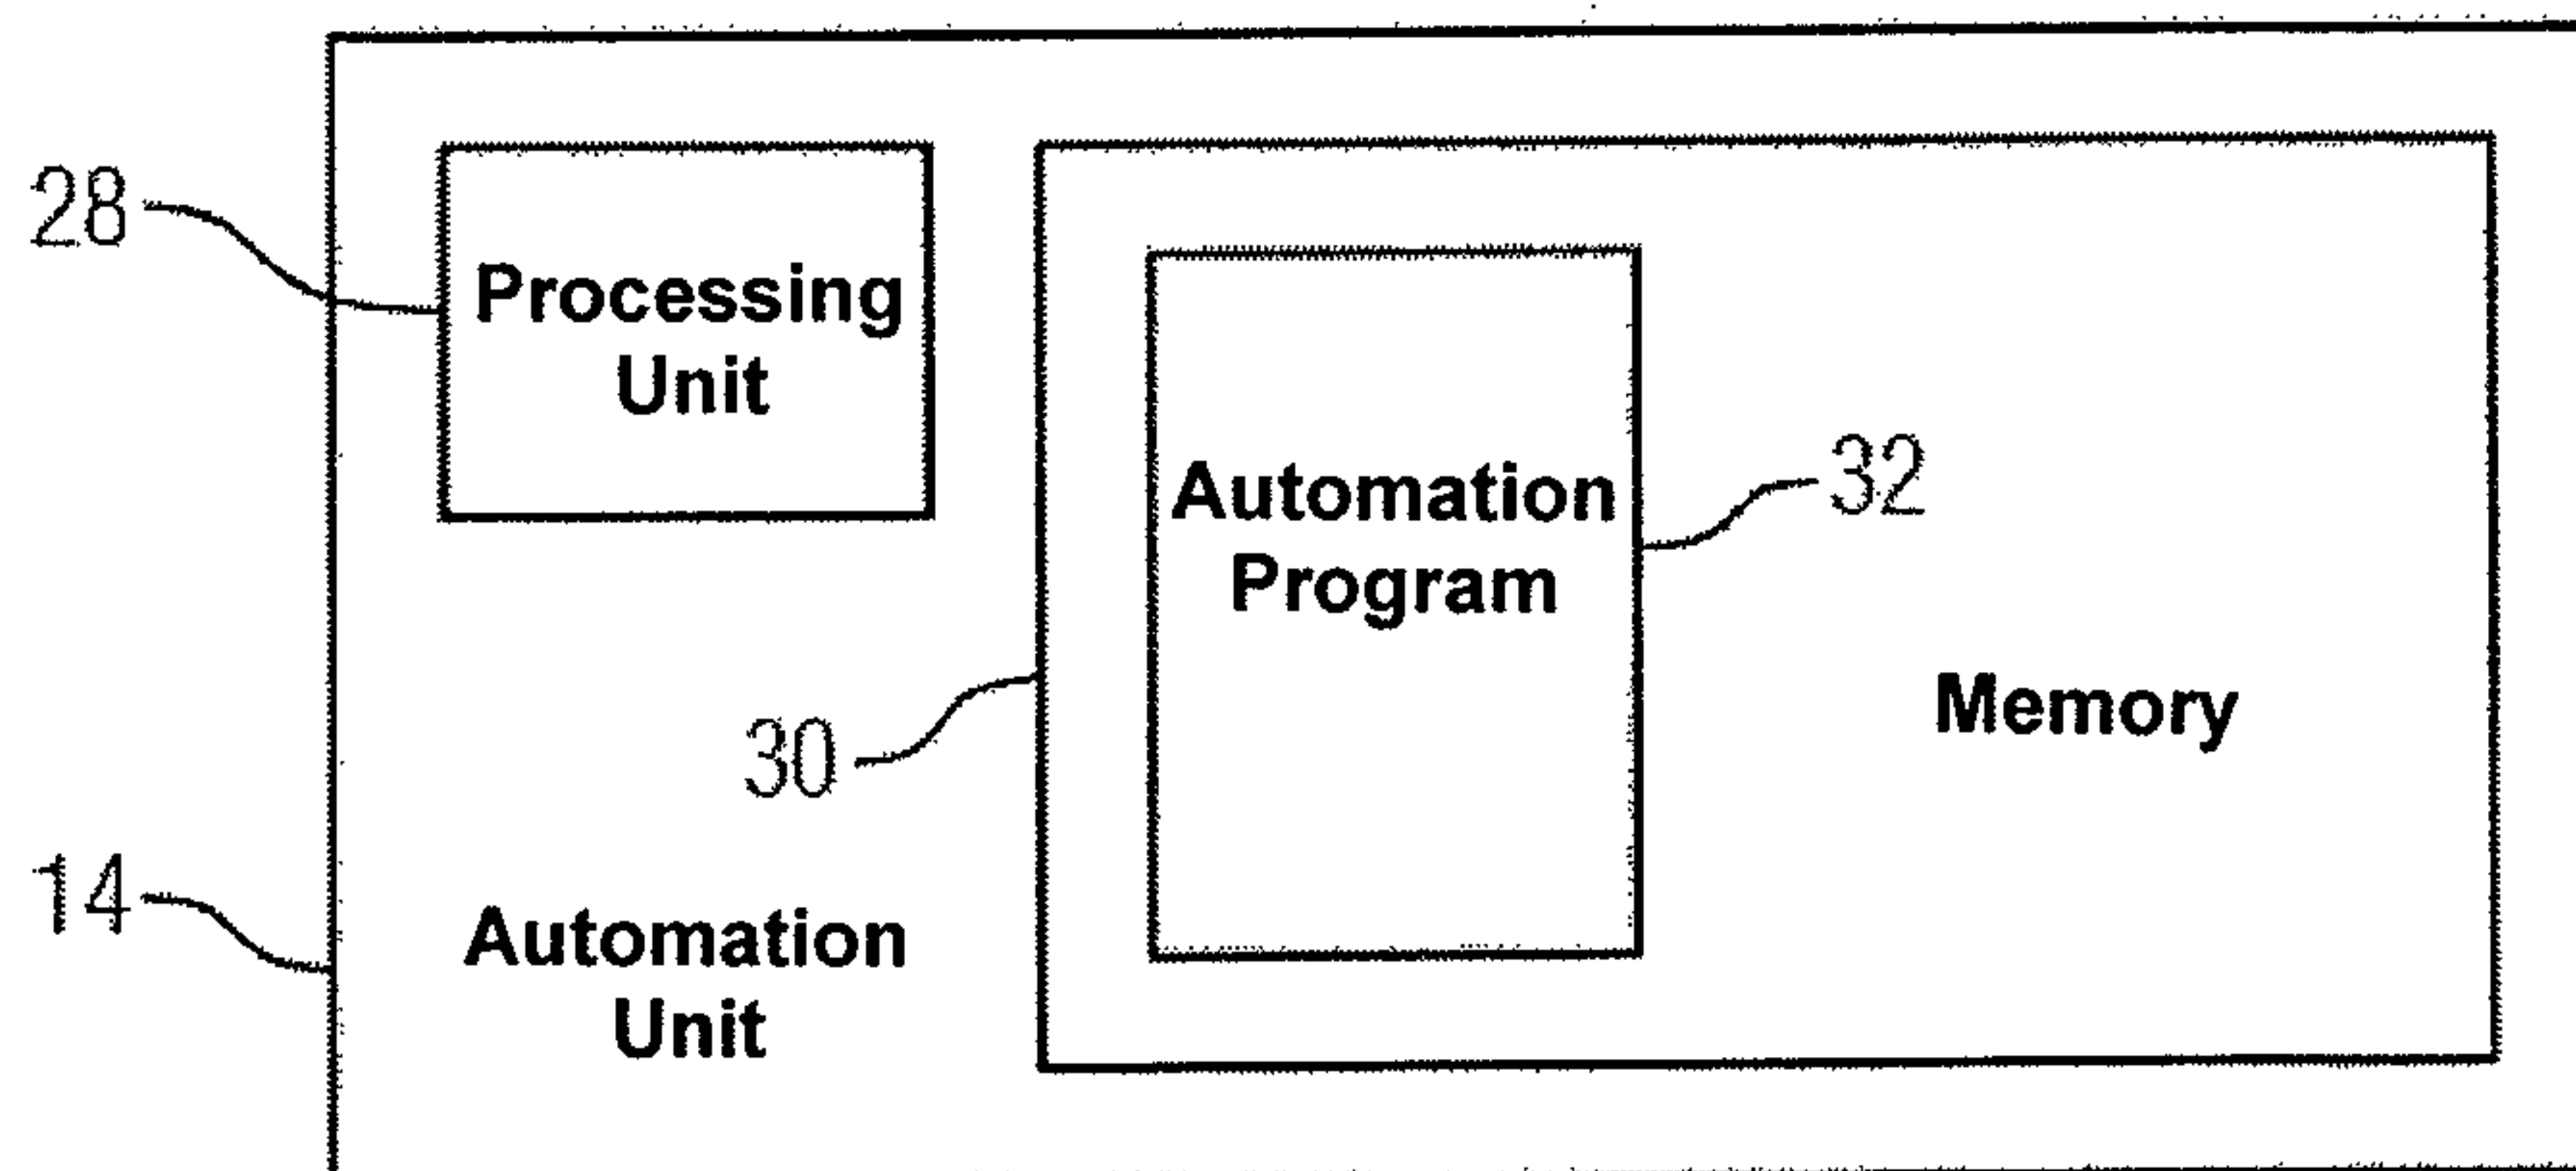 28
Processing
Unit
Automation
Program
32
Memory
30
14
Automation
Unit